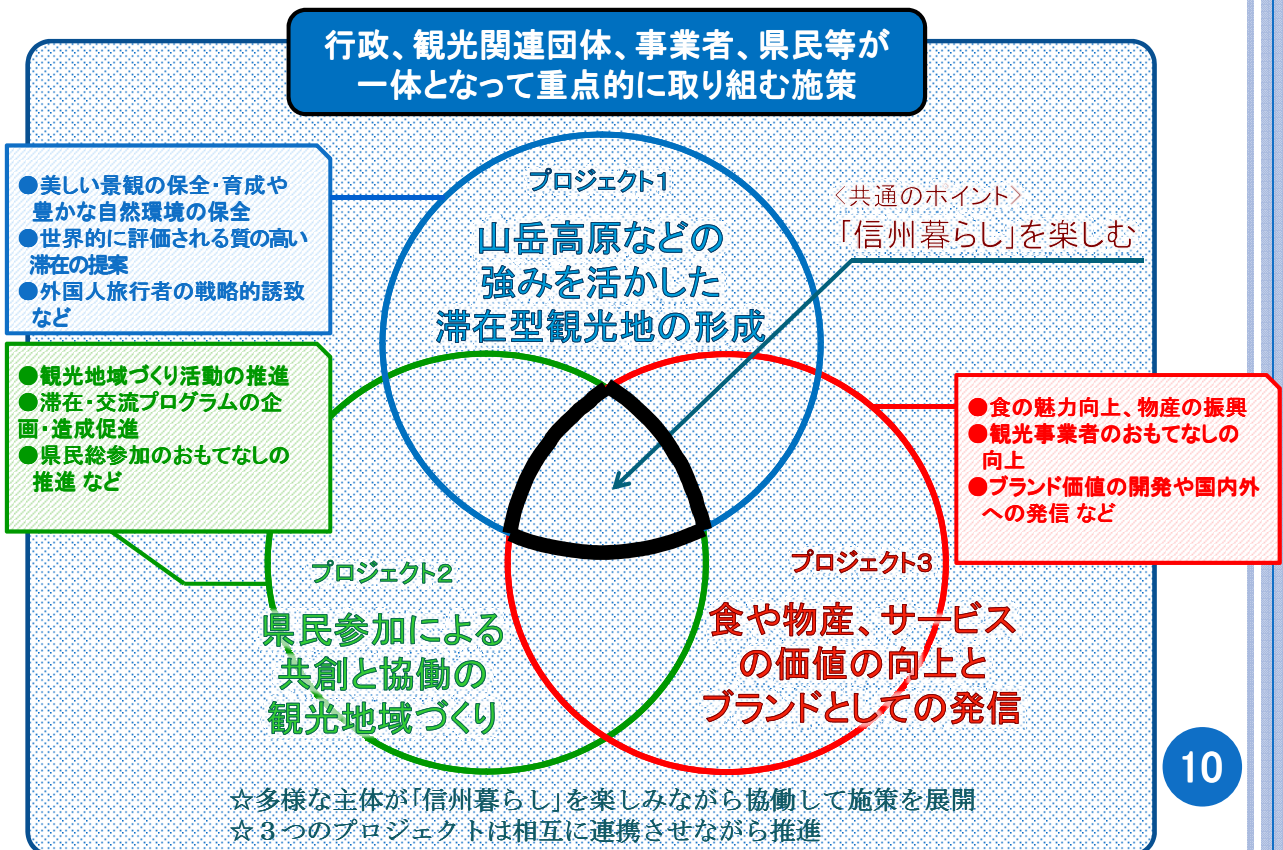 行政、観光関連団体、事業者、県民等が
一体となって重点的に取り組む施策
●美しい景観の保全・育成や
豊かな自然環境の保全
●世界的に評価される質の高い
滞在の提案
●外国人旅行者の戦略的誘致
など
プロジェクト1
山岳高原などの
強みを活かした
滞在型観光地の形成
〈共通のポイント〉
「信州暮らし」を楽しむ
●観光地域づくり活動の推進
●滞在・交流プログラムの企
画・造成促進
●県民総参加のおもてなしの
推進 など
●食の魅力向上、物産の振興
●観光事業者のおもてなしの
向上
●ブランド価値の開発や国内外
への発信 など
プロジェクト2
県民参加による
共創と協働の
観光地域づくり
プロジェクト3
食や物産、サービス
の価値の向上と
ブランドとしての発信
☆多様な主体が「信州暮らし」を楽しみながら協働して施策を展開
☆３つのプロジェクトは相互に連携させながら推進
10